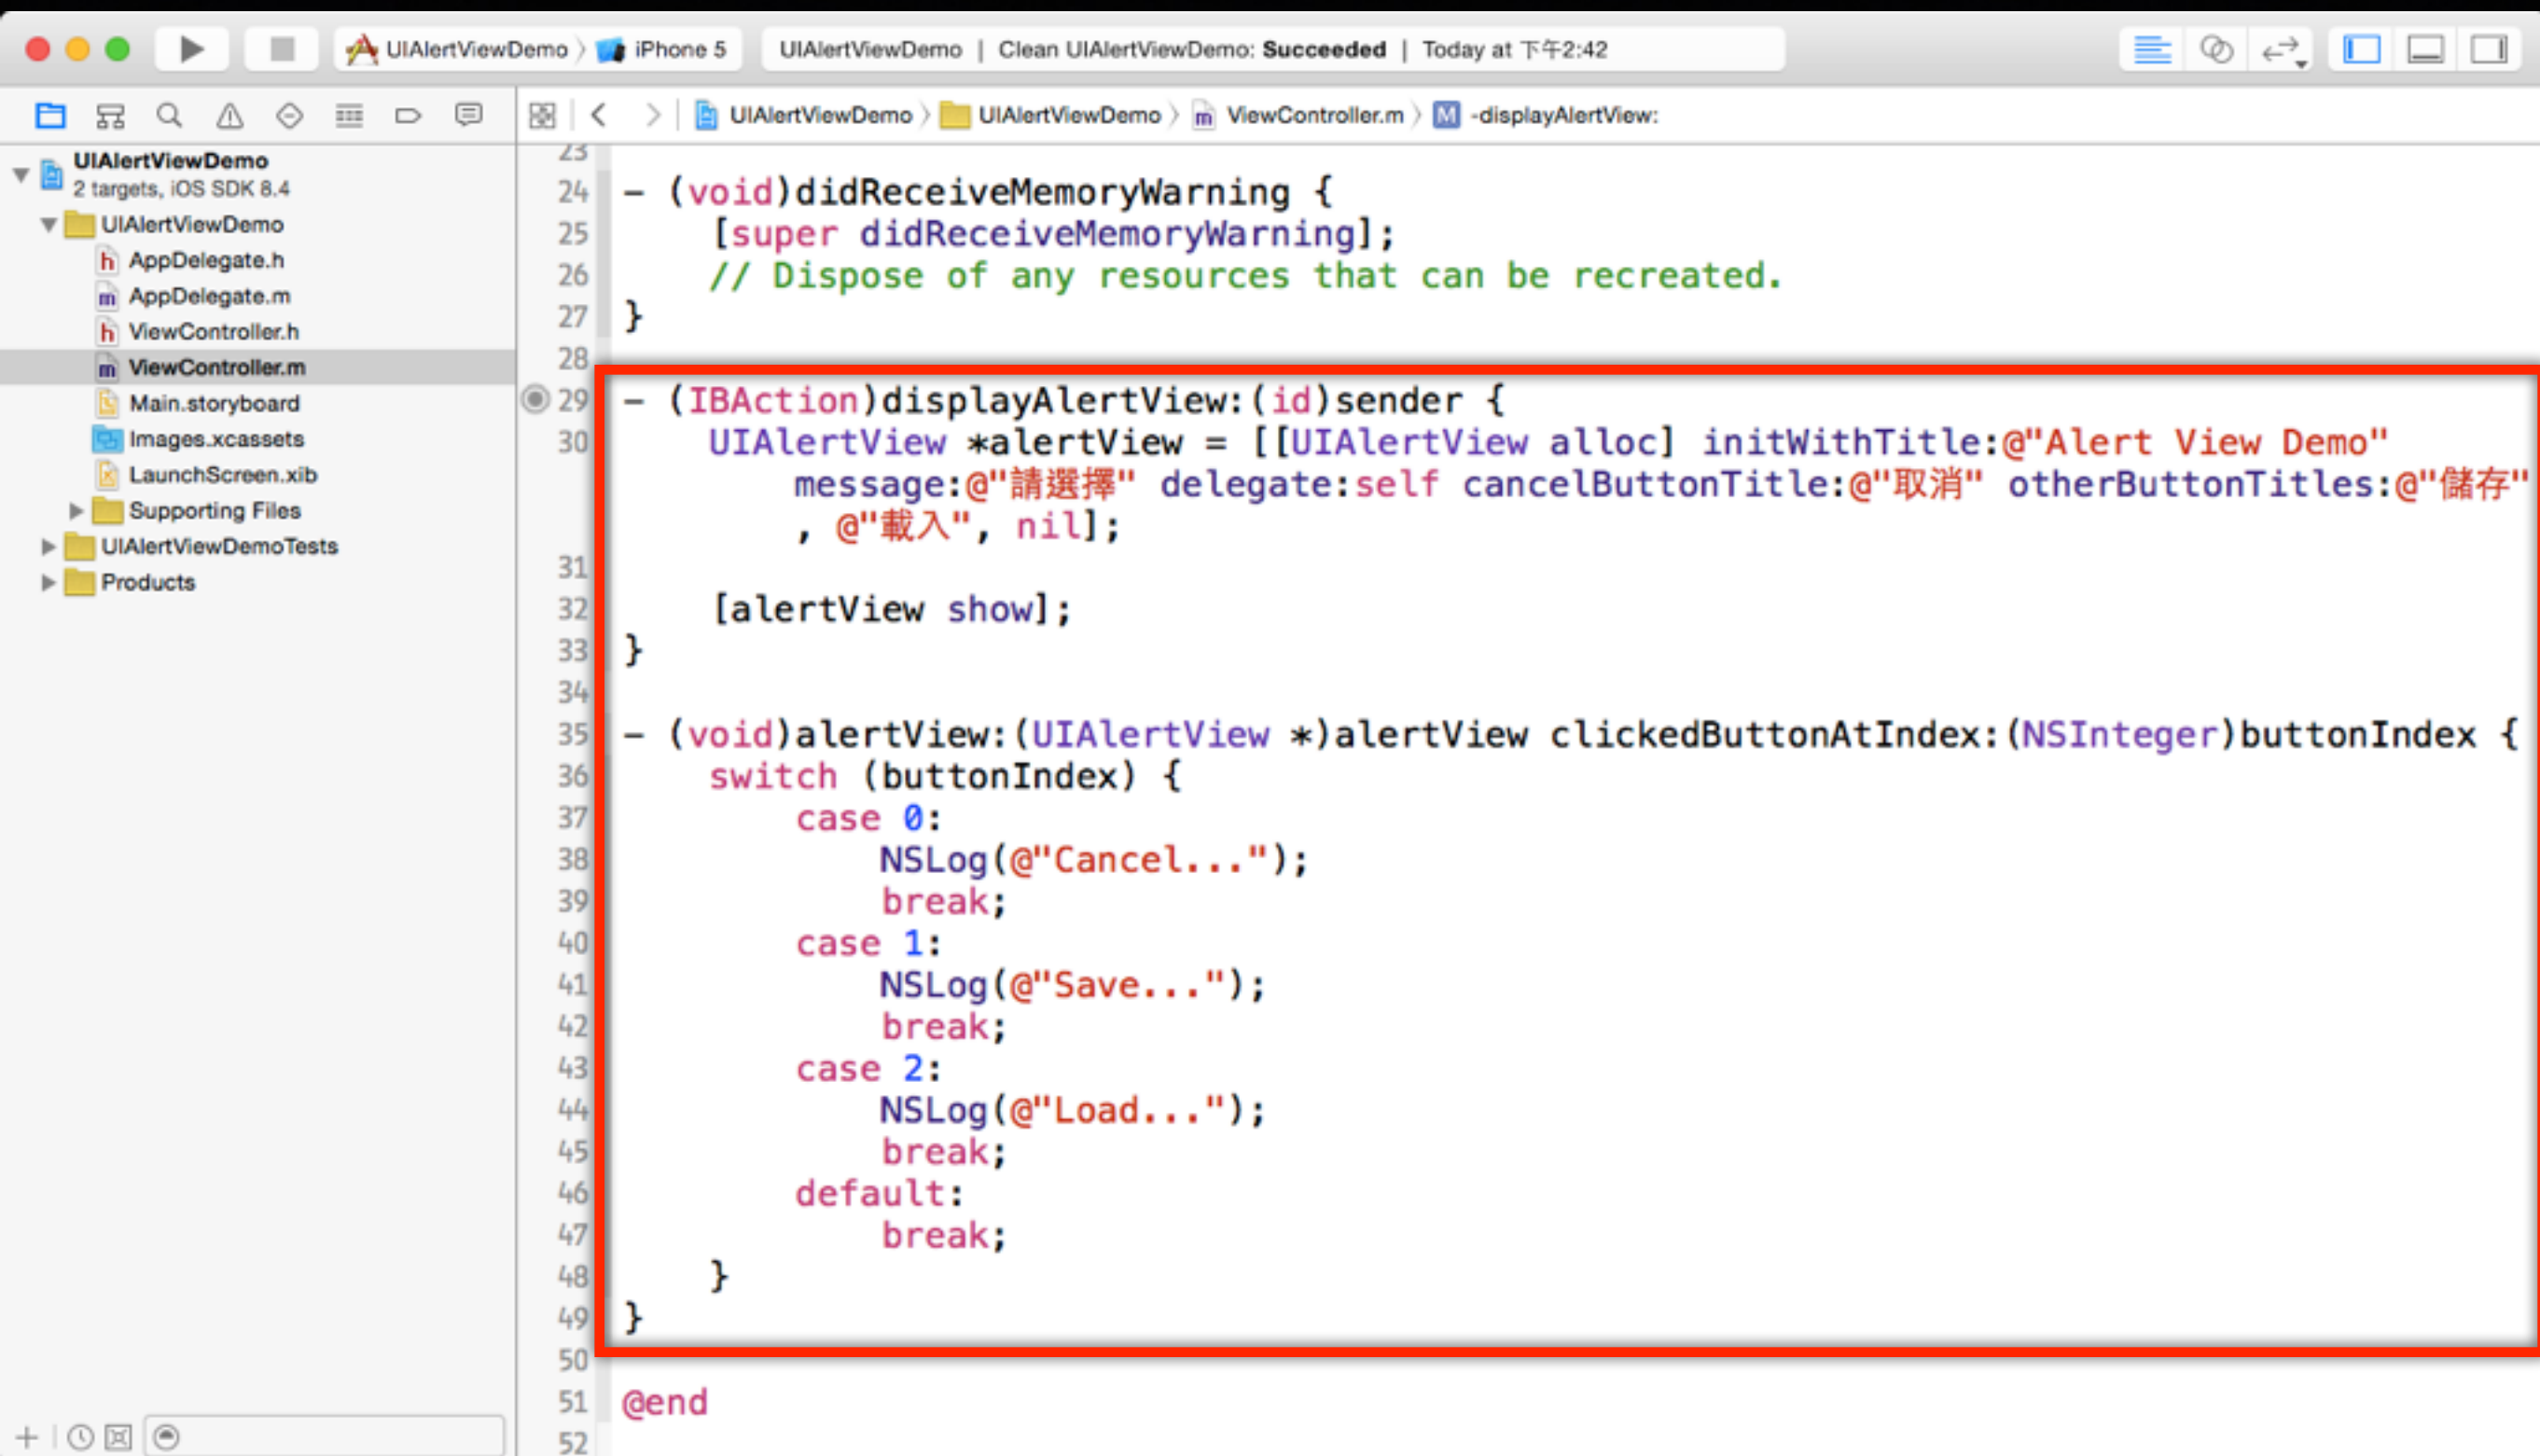 UIAlertViewDemo iPhone 5
UIAlertViewDemo | Clean UIAlertViewDemo: Succeeded | Today at 下午2:42
UIAlertViewDemo UIAlertViewDemo ViewController.m M -displayAlertView:
UIAlertViewDemo
2 targets, iOS SDK 8.4
UIAlertViewDemo
h AppDelegate.h
m AppDelegate.m
h ViewController.h
m ViewController.m
Main.storyboard
Images.xcassets
LaunchScreen.xib
Supporting Files
UIAlertViewDemoTests
Products
23
24 - (void)didReceiveMemoryWarning {
25 [super didReceiveMemoryWarning];
26 // Dispose of any resources that can be recreated.
27 }
28
29 - (IBAction)displayAlertView:(id)sender {
30 UIAlertView *alertView = [[UIAlertView alloc] initWithTitle:@"Alert View Demo"
message:@"請選擇" delegate:self cancelButtonTitle:@"取消" otherButtonTitles:@"儲存"
, @"載入", nil];
31
32 [alertView show];
33 }
34
35 - (void)alertView:(UIAlertView *)alertView clickedButtonAtIndex:(NSInteger)buttonIndex {
36 switch (buttonIndex) {
37 case 0:
38 NSLog(@"Cancel...");
39 break;
40 case 1:
41 NSLog(@"Save...");
42 break;
43 case 2:
44 NSLog(@"Load...");
45 break;
46 default:
47 break;
48 }
49 }
50
51 @end
52